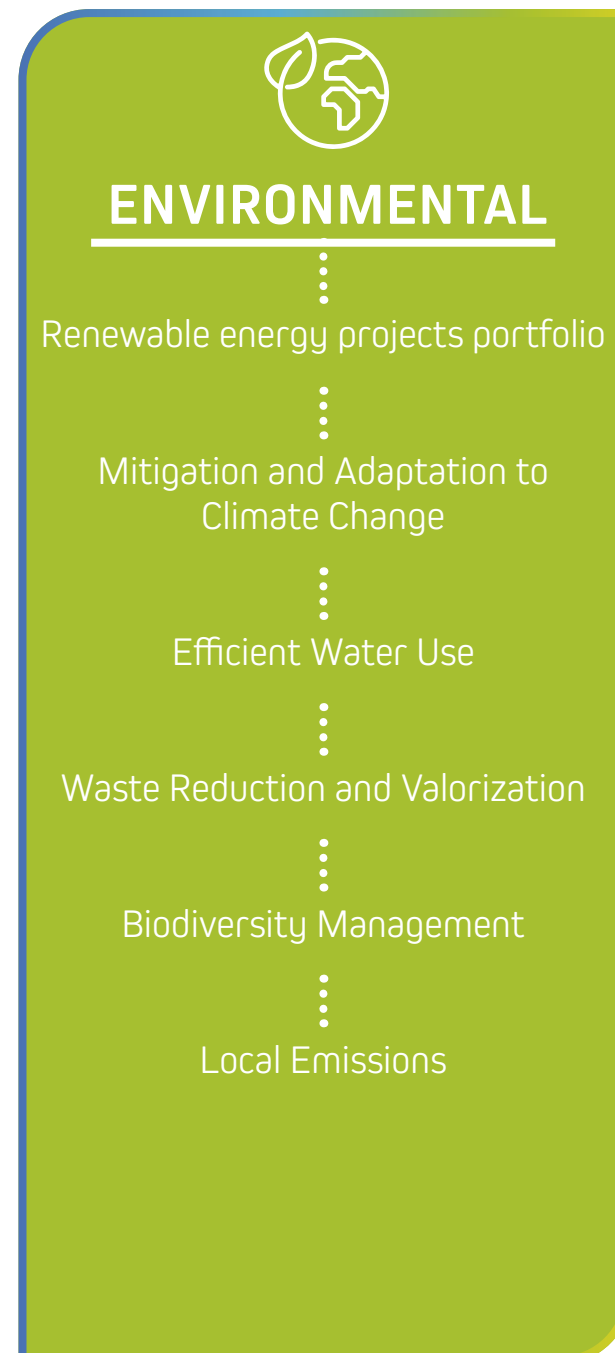 ENVIRONMENTAL
Renewable energy projects portfolio
Mitigation and Adaptation to
Climate Change
Efficient Water Use
Waste Reduction and Valorization
Biodiversity Management
Local Emissions